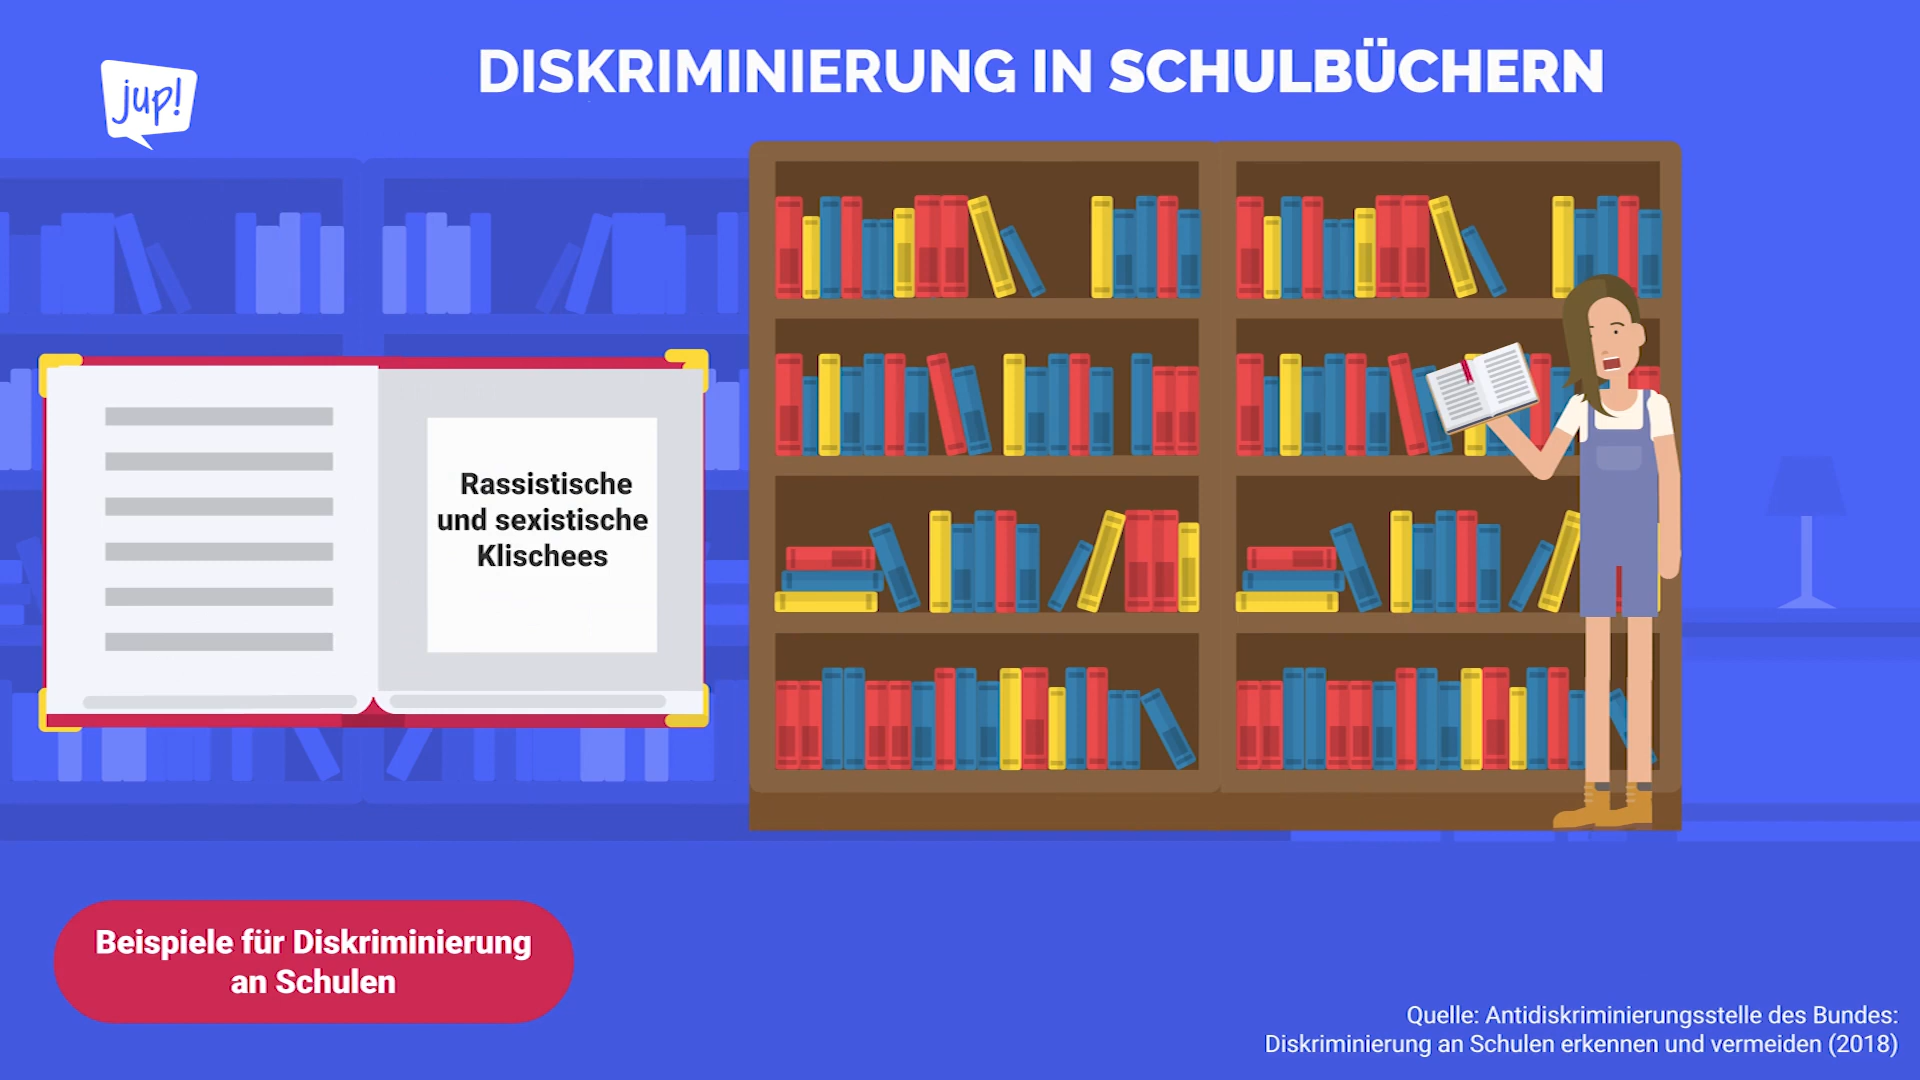 jup!
DISKRIMINIERUNG IN SCHULBÜCHERN
Rassistische
und sexistische
Klischees
Beispiele für Diskriminierung
an Schulen
Quelle: Antidiskriminierungsstelle des Bundes:
Diskriminierung an Schulen erkennen und vermeiden (2018)